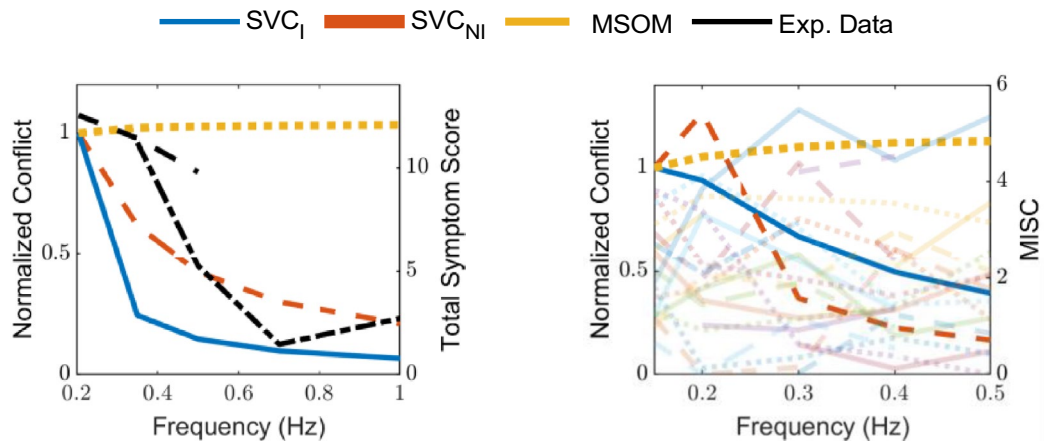 SVC_I SVC_NI MSOM Exp. Data
Normalized Conflict
1
0.5
0
0.2 0.4 0.6 0.8 1
Frequency (Hz)
10
5
0
Total Symptom Score
Normalized Conflict
1
0.5
0
0.2 0.3 0.4 0.5
Frequency (Hz)
6
4
2
0
MISC